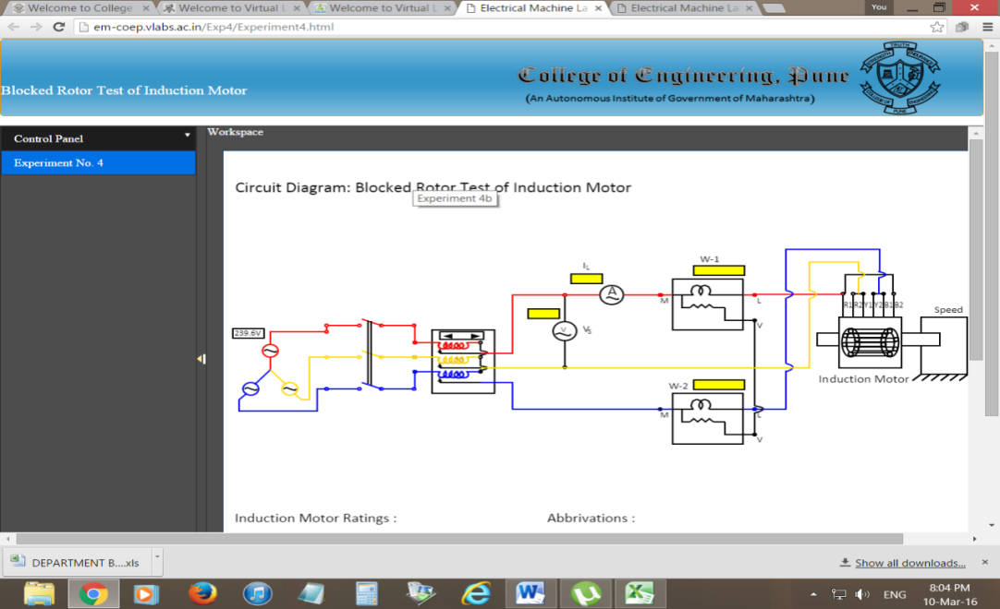 Welcome to College
Welcome to Virtual L
Welcome to Virtual L
Electrical Machine La
Electrical Machine La
You
em-coep.vlabs.ac.in/Exp4/Experiment4.html
College of Engineering, Pune
(An Autonomous Institute of Government of Maharashtra)
TRUTH
PUNE
Blocked Rotor Test of Induction Motor
Control Panel
Workspace
Experiment No. 4
Circuit Diagram: Blocked Rotor Test of Induction Motor
Experiment 4b
W-1
IL
A
M
L
V
V
Vs
R1 R2 Y1 Y2 B1 B2
Speed
239.6V
Induction Motor
W-2
M
L
V
Induction Motor Ratings :
Abbrivations :
DEPARTMENT B....xls
Show all downloads...
ENG
8:04 PM
10-Mar-16